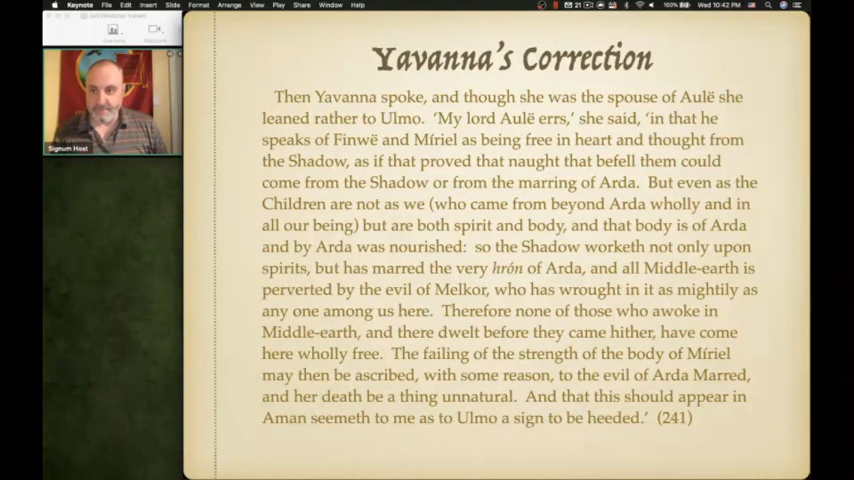 Keynote File Edit Insert Slide Format Arrange View Play Share Window Help 21 100% Wed 10:42 PM
Signum Host
Yavanna's Correction
Then Yavanna spoke, and though she was the spouse of Aulë she
leaned rather to Ulmo. 'My lord Aulë errs,' she said, 'in that he
speaks of Finwë and Míriel as being free in heart and thought from
the Shadow, as if that proved that naught that befell them could
come from the Shadow or from the marring of Arda. But even as the
Children are not as we (who came from beyond Arda wholly and in
all our being) but are both spirit and body, and that body is of Arda
and by Arda was nourished: so the Shadow worketh not only upon
spirits, but has marred the very hrón of Arda, and all Middle-earth is
perverted by the evil of Melkor, who has wrought in it as mightily as
any one among us here. Therefore none of those who awoke in
Middle-earth, and there dwelt before they came hither, have come
here wholly free. The failing of the strength of the body of Míriel
may then be ascribed, with some reason, to the evil of Arda Marred,
and her death be a thing unnatural. And that this should appear in
Aman seemeth to me as to Ulmo a sign to be heeded.' (241)